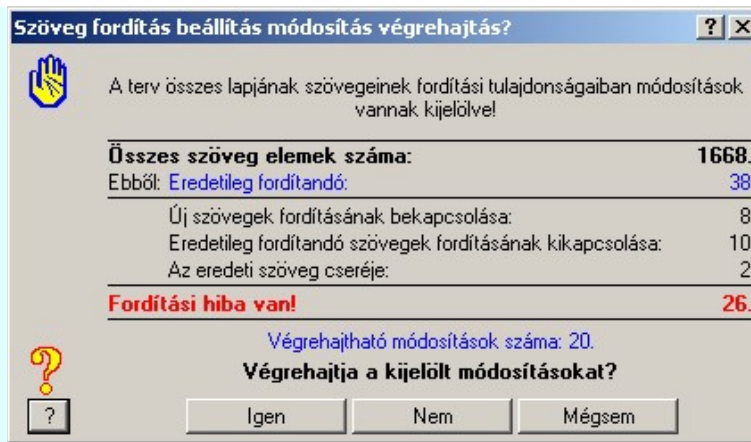 Szöveg fordítás beállítás módosítás végrehajtás?
A terv összes lapjának szövegeinek fordítási tulajdonságaiban módosítások
vannak kijelölve!
Összes szöveg elemek száma: 1668.
Ebből: Eredetileg fordítandó: 38
Új szövegek fordításának bekapcsolása: 8
Eredetileg fordítandó szövegek fordításának kikapcsolása: 10
Az eredeti szöveg cseréje: 2
Fordítási hiba van! 26.
Végrehajtható módosítások száma: 20.
Végrehajtja a kijelölt módosításokat?
? Igen Nem Mégsem